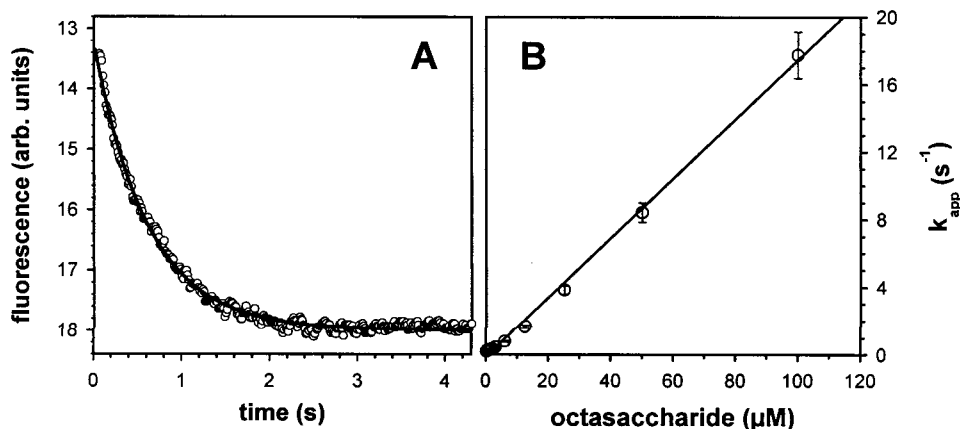 A
fluorescence (arb. units)
13
14
15
16
17
18
0 1 2 3 4
time (s)
B
20
16
12
8
4
0
k_app (s⁻¹)
0 20 40 60 80 100 120
octasaccharide (µM)